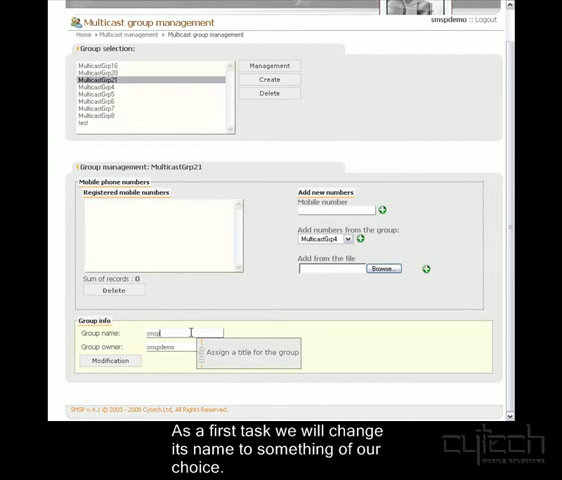 Multicast group management
smspdemo :: Logout
Home » Multicast management » Multicast group management
Group selection:
MulticastGrp16
MulticastGrp20
MulticastGrp21
MulticastGrp4
MulticastGrp5
MulticastGrp6
MulticastGrp7
MulticastGrp8
test
Management
Create
Delete
Group management: MulticastGrp21
Mobile phone numbers
Registered mobile numbers
Sum of records : 0
Delete
Add new numbers
Mobile number
Add numbers from the group:
MulticastGrp4
Add from the file
Browse...
Group info
Group name: smsp
Group owner: smspdemo
Modification
info
Assign a title for the group
SMSP v.4.1 © 2003 - 2008 Cytech Ltd, All Rights Reserved.
As a first task we will change
its name to something of our
choice.
cytech
MOBILE SOLUTIONS